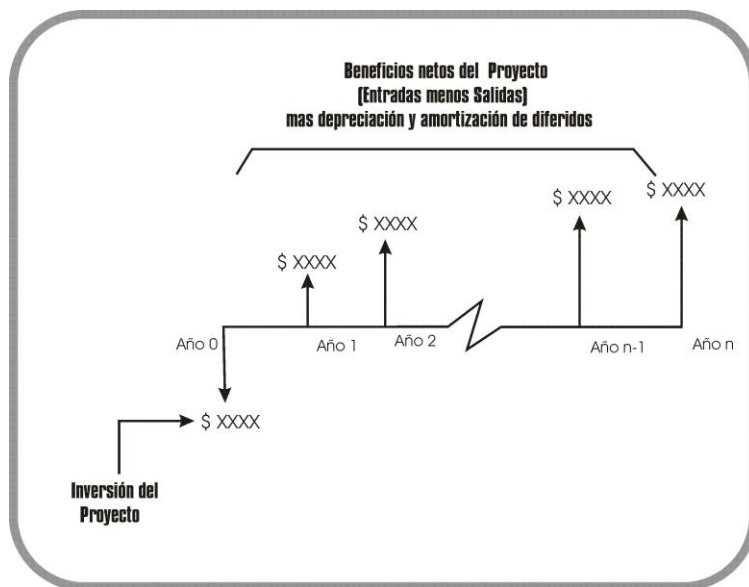 Beneficios netos del Proyecto
(Entradas menos Salidas)
mas depreciación y amortización de diferidos
$ XXXX
$ XXXX
$ XXXX
$ XXXX
Año 0
Año 1
Año 2
Año n-1
Año n
$ XXXX
Inversión del
Proyecto